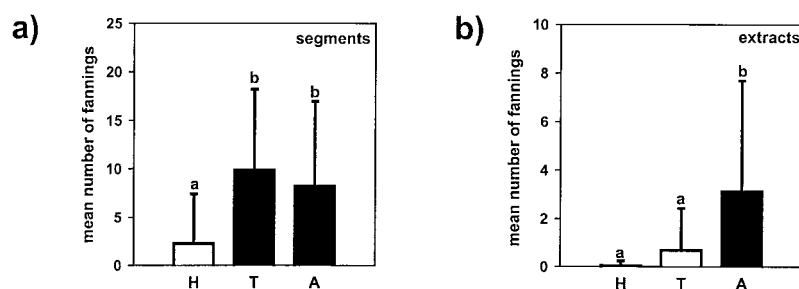 a)
segments
mean number of fannings
25
20
15
10
5
0
a
b
b
H T A
b)
extracts
mean number of fannings
10
8
6
4
2
0
a
a
b
H T A